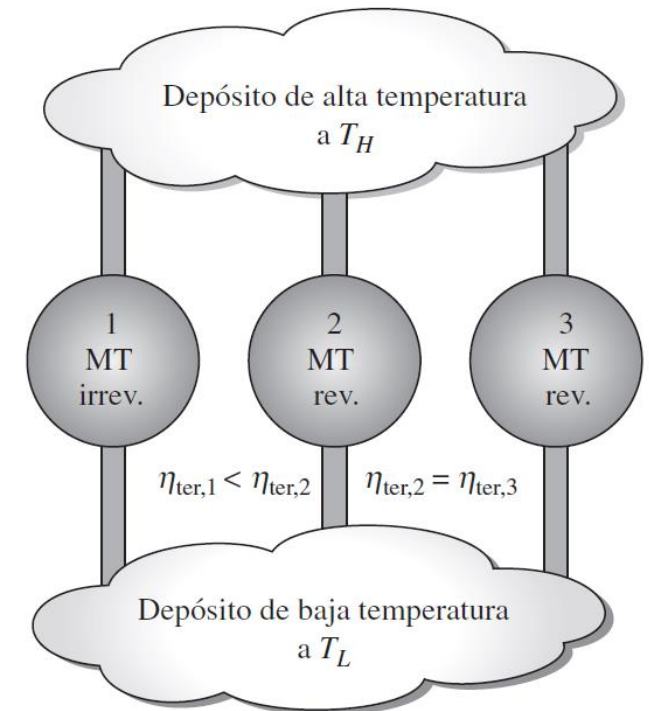 Depósito de alta temperatura
a T_H
1
MT
irrev.
2
MT
rev.
3
MT
rev.
η_ter,1 < η_ter,2
η_ter,2 = η_ter,3
Depósito de baja temperatura
a T_L